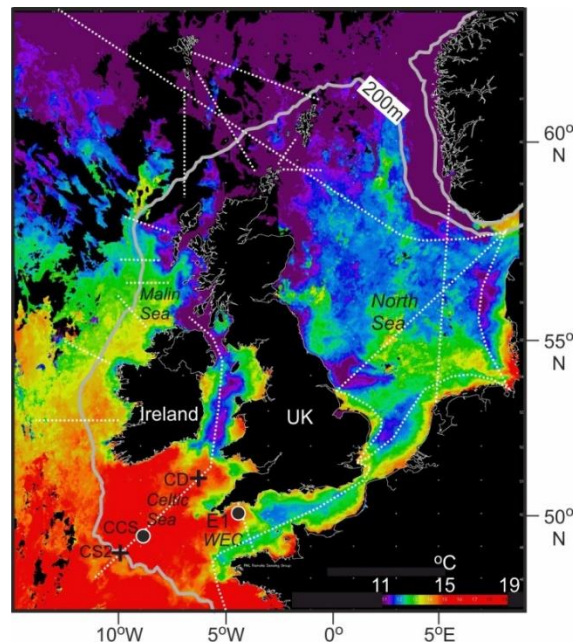 200m
60°
N
Malin
Sea
North
Sea
55°
N
Ireland
UK
CD
Celtic
Sea
CCS
E1
WEC
CS2
50°
N
°C
11 15 19
10°W 5°W 0° 5°E